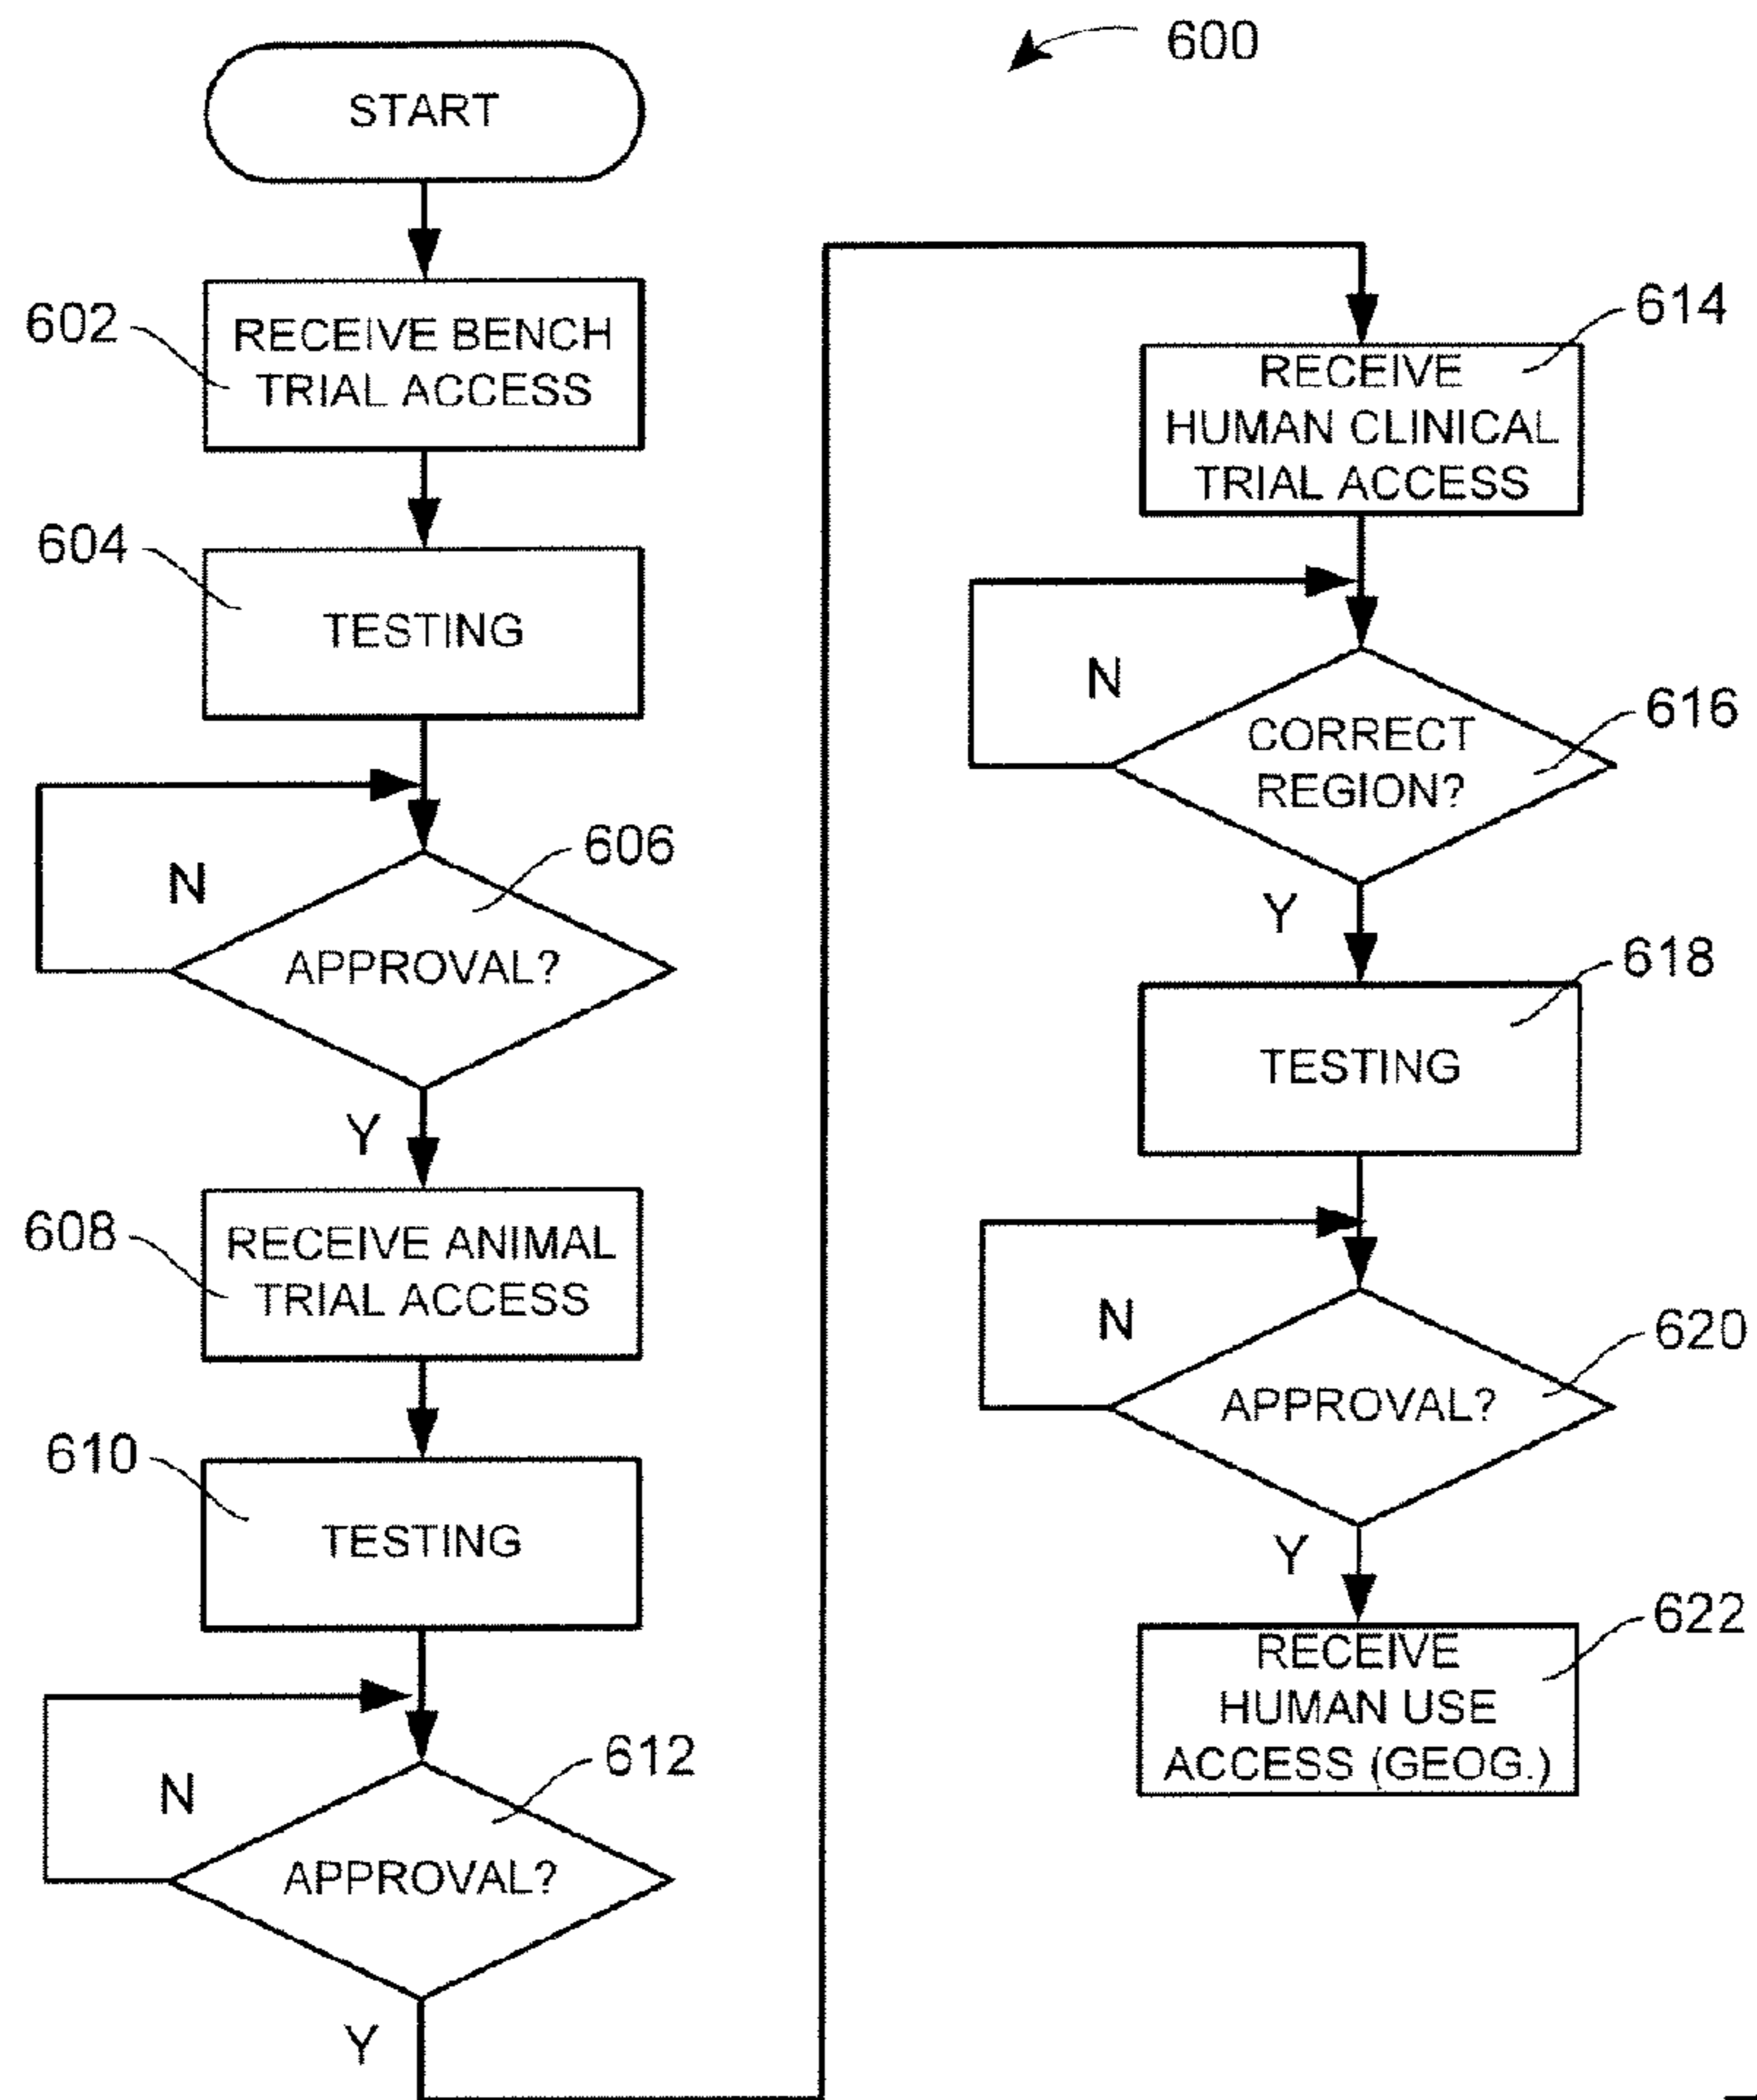 600
START
602
RECEIVE BENCH
TRIAL ACCESS
604
TESTING
606
N
APPROVAL?
Y
608
RECEIVE ANIMAL
TRIAL ACCESS
610
TESTING
612
N
APPROVAL?
Y
614
RECEIVE
HUMAN CLINICAL
TRIAL ACCESS
N
616
CORRECT
REGION?
Y
618
TESTING
N
620
APPROVAL?
Y
622
RECEIVE
HUMAN USE
ACCESS (GEOG.)